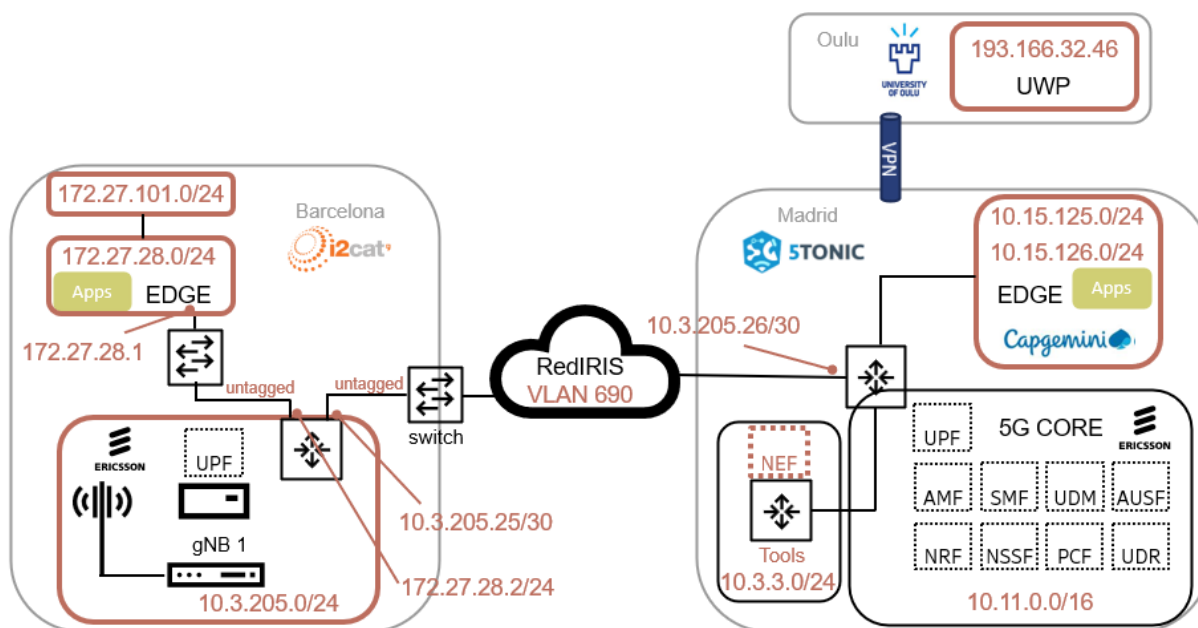 Oulu
UNIVERSITY
OF OULU
193.166.32.46
UWP
VPN
172.27.101.0/24
172.27.28.0/24
Apps
EDGE
172.27.28.1
Barcelona
i2cat
untagged
untagged
switch
ERICSSON
UPF
gNB 1
10.3.205.0/24
10.3.205.25/30
172.27.28.2/24
RedIRIS
VLAN 690
Madrid
5TONIC
10.3.205.26/30
10.15.125.0/24
10.15.126.0/24
EDGE
Apps
Capgemini
NEF
Tools
10.3.3.0/24
UPF
5G CORE
ERICSSON
AMF
SMF
UDM
AUSF
NRF
NSSF
PCF
UDR
10.11.0.0/16